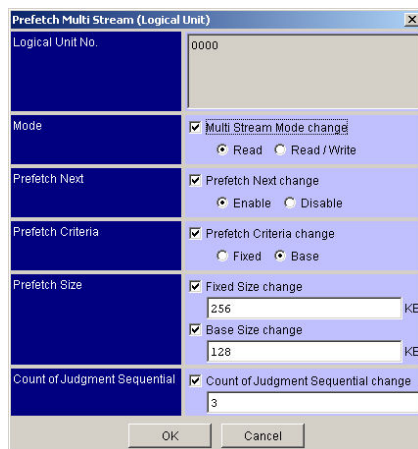 Prefetch Multi Stream (Logical Unit)
Logical Unit No.
0000
Mode
Multi Stream Mode change
Read Read / Write
Prefetch Next
Prefetch Next change
Enable Disable
Prefetch Criteria
Prefetch Criteria change
Fixed Base
Prefetch Size
Fixed Size change
256
Base Size change
128
Count of Judgment Sequential
Count of Judgment Sequential change
3
OK Cancel